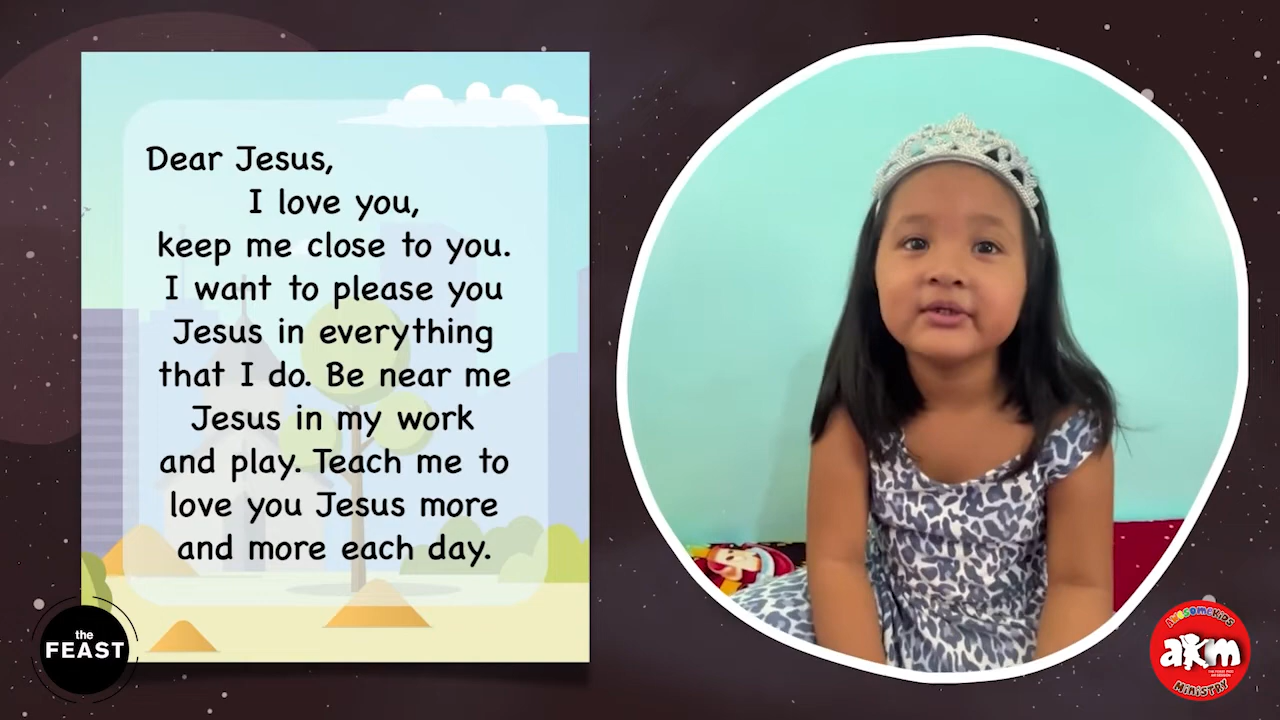 Dear Jesus,
I love you,
keep me close to you.
I want to please you
Jesus in everything
that I do. Be near me
Jesus in my work
and play. Teach me to
love you Jesus more
and more each day.
the
FEAST
AWESOMEKIDS
akm
MINISTRY